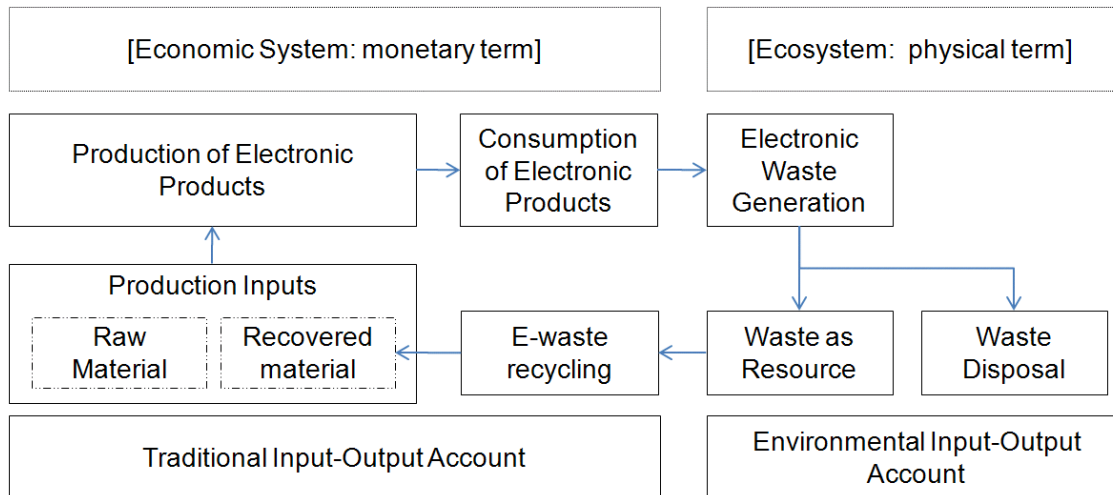 [Economic System: monetary term]
[Ecosystem:  physical term]
Production of Electronic
Products
Consumption
of Electronic
Products
Electronic
Waste
Generation
Production Inputs
Raw
Material
Recovered
material
E-waste
recycling
Waste as
Resource
Waste
Disposal
Traditional Input-Output Account
Environmental Input-Output
Account